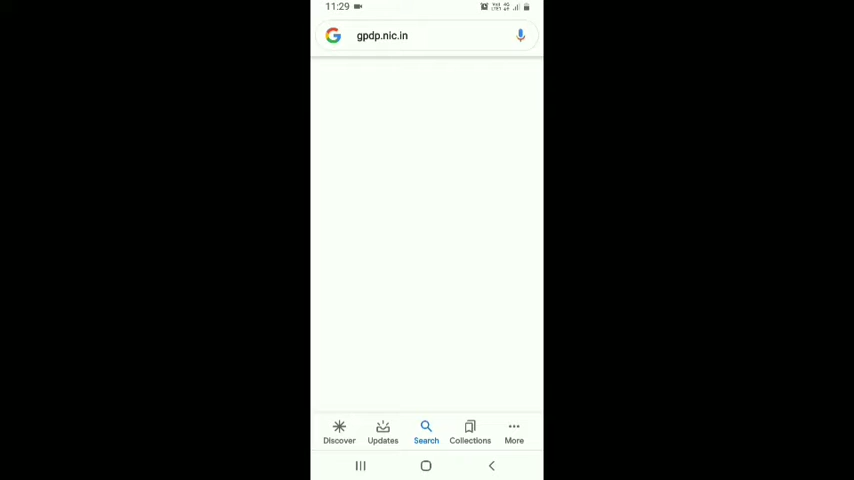 11:29
gpdp.nic.in
Discover
Updates
Search
Collections
More